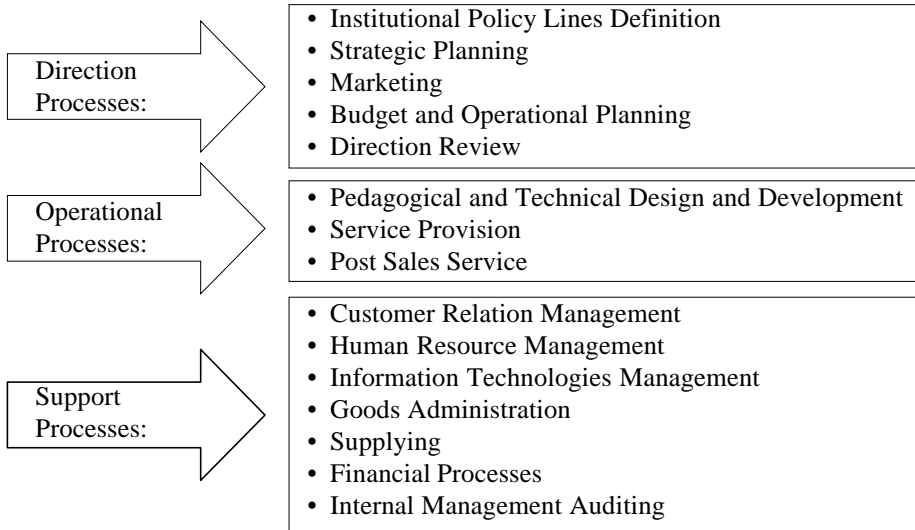 Direction
Processes:
• Institutional Policy Lines Definition
• Strategic Planning
• Marketing
• Budget and Operational Planning
• Direction Review
Operational
Processes:
• Pedagogical and Technical Design and Development
• Service Provision
• Post Sales Service
Support
Processes:
• Customer Relation Management
• Human Resource Management
• Information Technologies Management
• Goods Administration
• Supplying
• Financial Processes
• Internal Management Auditing